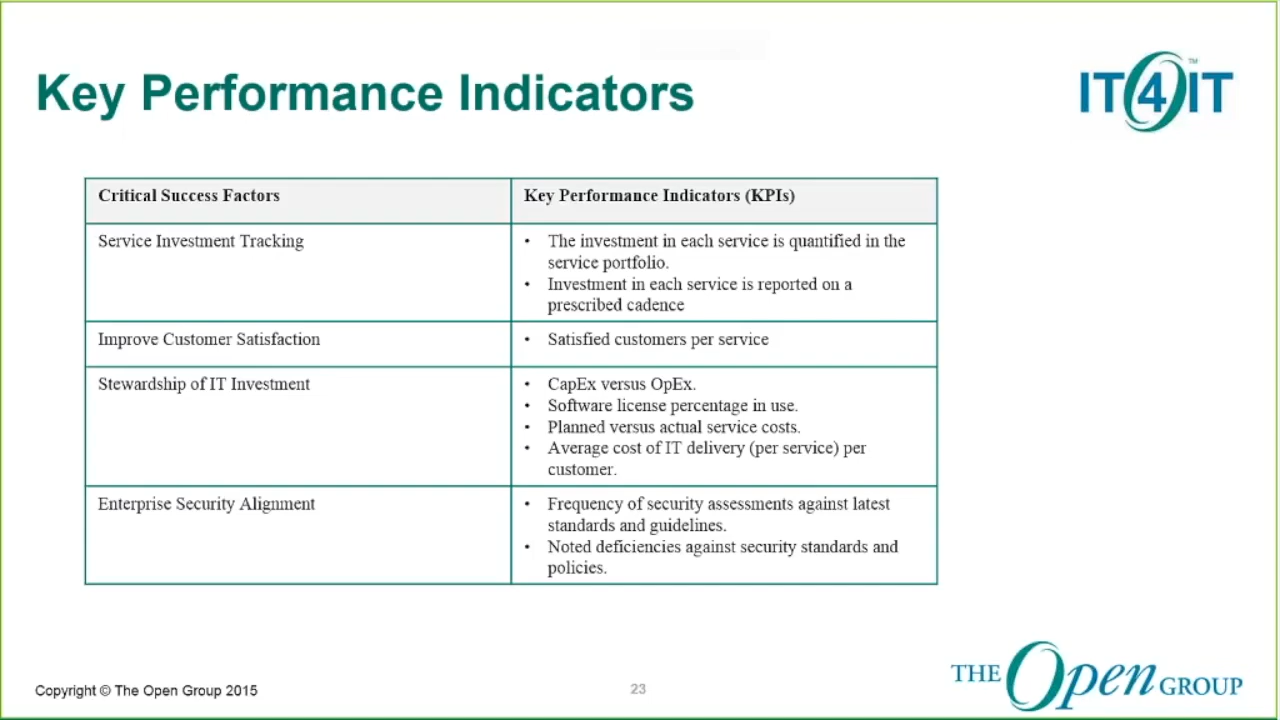 Key Performance Indicators
IT4IT™
Critical Success Factors
Key Performance Indicators (KPIs)
Service Investment Tracking
• The investment in each service is quantified in the
service portfolio.
• Investment in each service is reported on a
prescribed cadence
Improve Customer Satisfaction
• Satisfied customers per service
Stewardship of IT Investment
• CapEx versus OpEx.
• Software license percentage in use.
• Planned versus actual service costs.
• Average cost of IT delivery (per service) per
customer.
Enterprise Security Alignment
• Frequency of security assessments against latest
standards and guidelines.
• Noted deficiencies against security standards and
policies.
Copyright © The Open Group 2015
23
THE Open GROUP